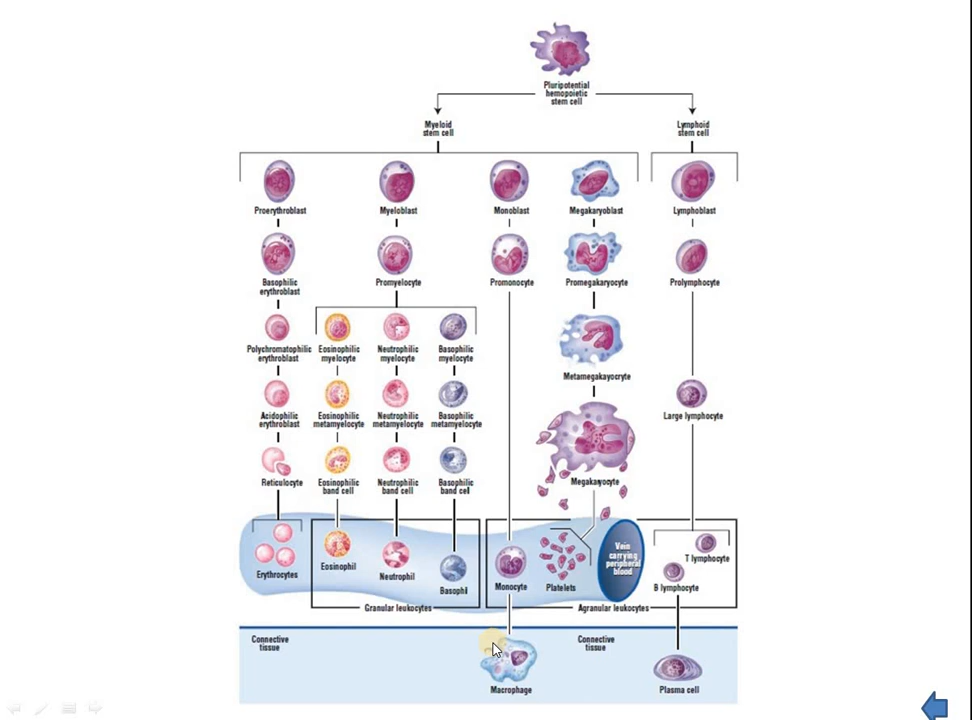 Pluripotential
hemopoietic
stem cell
Myeloid
stem cell
Lymphoid
stem cell
Proerythroblast
Myeloblast
Monoblast
Megakaryoblast
Lymphoblast
Basophilic
erythroblast
Promyelocyte
Promonocyte
Promegakaryocyte
Prolymphocyte
Polychromatophilic
erythroblast
Eosinophilic
myelocyte
Neutrophilic
myelocyte
Basophilic
myelocyte
Metamegakayocryte
Acidophilic
erythroblast
Eosinophilic
metamyelocyte
Neutrophilic
metamyelocyte
Basophilic
metamyelocyte
Large lymphocyte
Reticulocyte
Eosinophilic
band cell
Neutrophilic
band cell
Basophilic
band cell
Megakayocyte
Erythrocytes
Eosinophil
Neutrophil
Basophil
Monocyte
Platelets
Vein
carrying
peripheral
blood
T lymphocyte
B lymphocyte
Granular leukocytes
Agranular leukocytes
Connective
tissue
Connective
tissue
Macrophage
Plasma cell